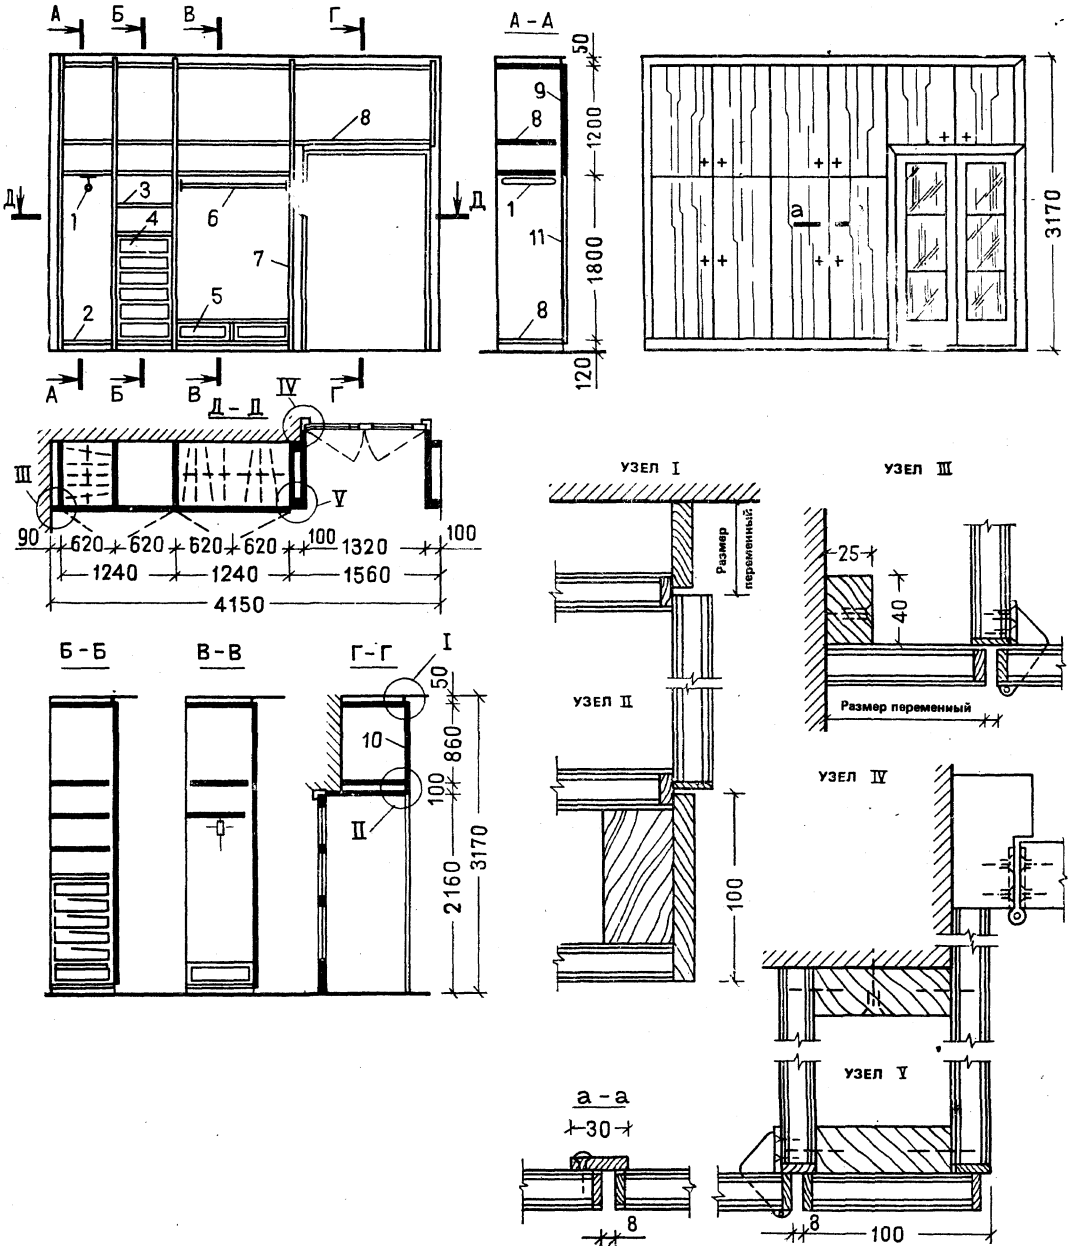 А Б В Г
А – А
50
8
9
8
1200
3
4
1
6
Д Д
1
7
11
1800
5
2
8
120
3170
а
А Б В Г
Д – Д
IV
III
V
90 620 620 620 620 100 1320 100
1240 1240 1560
4150
Б-Б В-В Г-Г
I
50
10
860
100
II
2160
3170
УЗЕЛ I
Размер переменный
УЗЕЛ II
100
УЗЕЛ III
25
40
Размер переменный
УЗЕЛ IV
УЗЕЛ V
а-а
30
8
8
100